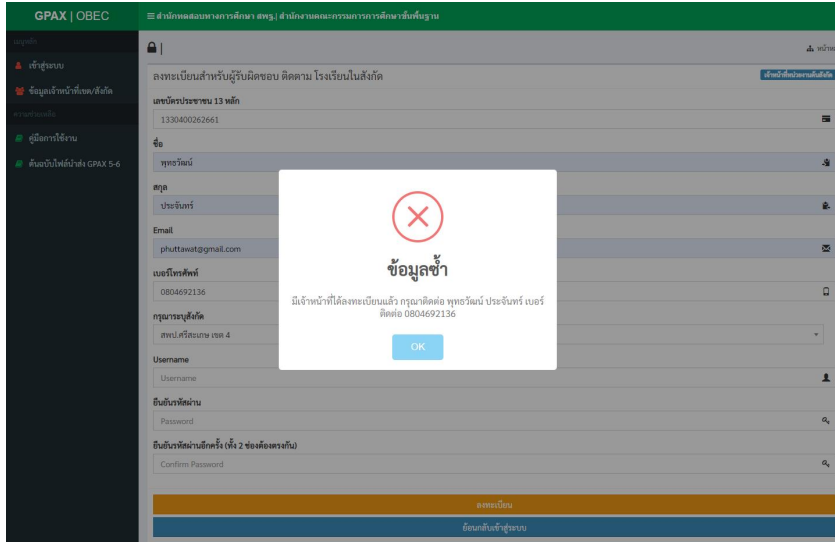 GPAX | OBEC
สำนักทดสอบทางการศึกษา สพฐ.| สำนักงานคณะกรรมการการศึกษาขั้นพื้นฐาน
เมนูหลัก
เข้าสู่ระบบ
ข้อมูลเจ้าหน้าที่เขต/สังกัด
ความช่วยเหลือ
คู่มือการใช้งาน
ต้นฉบับไฟล์นำส่ง GPAX 5-6
|
ลงทะเบียนสำหรับผู้รับผิดชอบ ติดตาม โรงเรียนในสังกัด
เจ้าหน้าที่หน่วยงานต้นสังกัด
เลขบัตรประชาชน 13 หลัก
1330400262661
ชื่อ
พุทธวัฒน์
สกุล
ประจันทร์
Email
phuttawat@gmail.com
เบอร์โทรศัพท์
0804692136
กรุณาระบุสังกัด
สพป.ศรีสะเกษ เขต 4
Username
Username
ยืนยันรหัสผ่าน
Password
ยืนยันรหัสผ่านอีกครั้ง (ทั้ง 2 ช่องต้องตรงกัน)
Confirm Password
ลงทะเบียน
ย้อนกลับเข้าสู่ระบบ
ข้อมูลซ้ำ
มีเจ้าหน้าที่ได้ลงทะเบียนแล้ว กรุณาติดต่อ พุทธวัฒน์ ประจันทร์ เบอร์
ติดต่อ 0804692136
OK